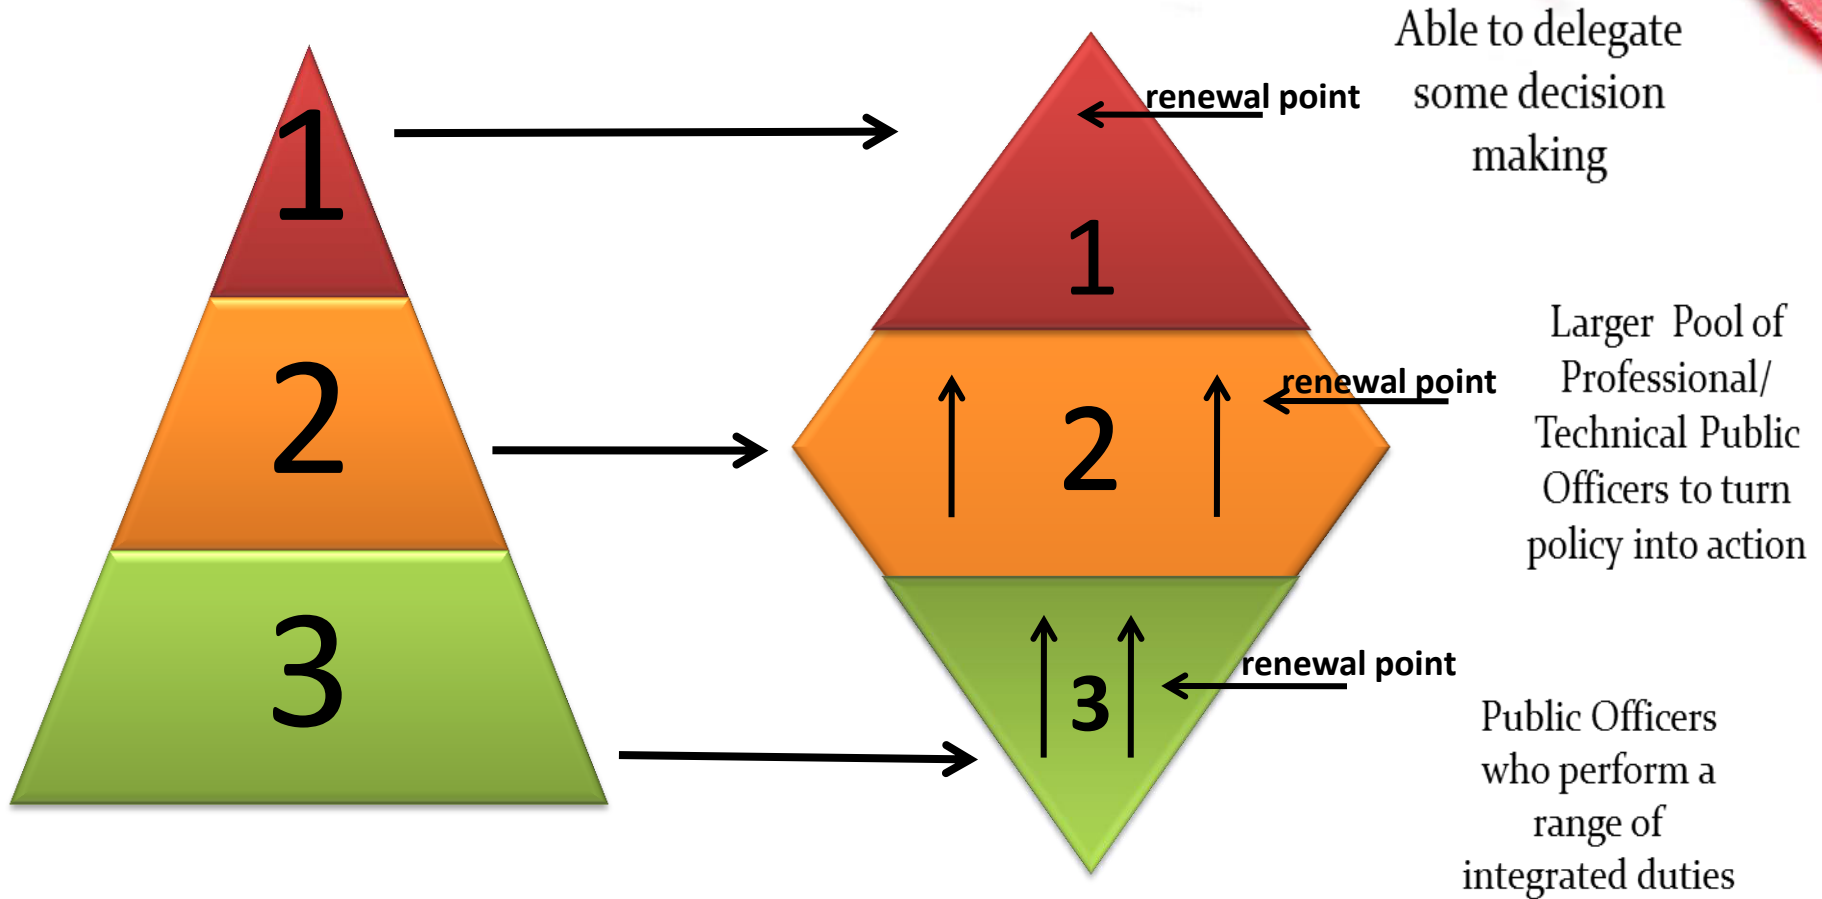 1
2
3
renewal point
1
renewal point
2
renewal point
3
Able to delegate
some decision
making
Larger Pool of
Professional/
Technical Public
Officers to turn
policy into action
Public Officers
who perform a
range of
integrated duties